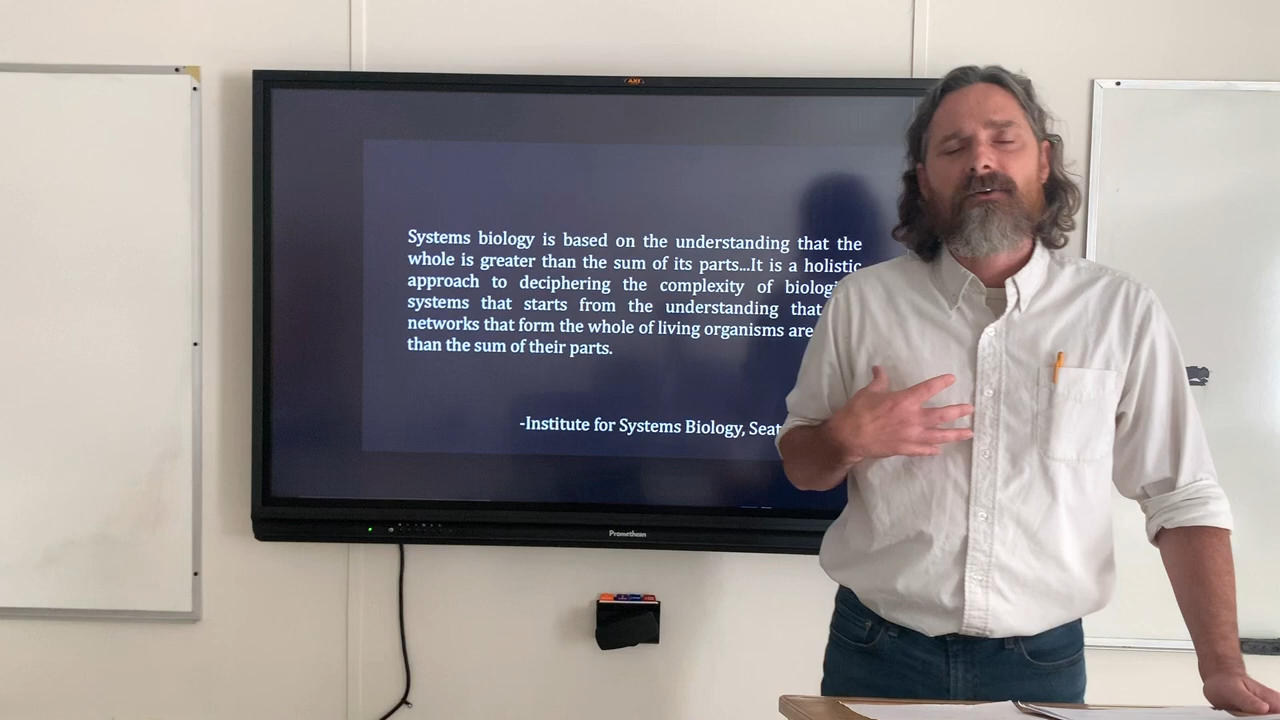 AXI
Systems biology is based on the understanding that the
whole is greater than the sum of its parts...It is a holistic
approach to deciphering the complexity of
systems that starts from the understanding that
networks that form the whole of living organisms are
than the sum of their parts.
-Institute for Systems Biology,
Promethean